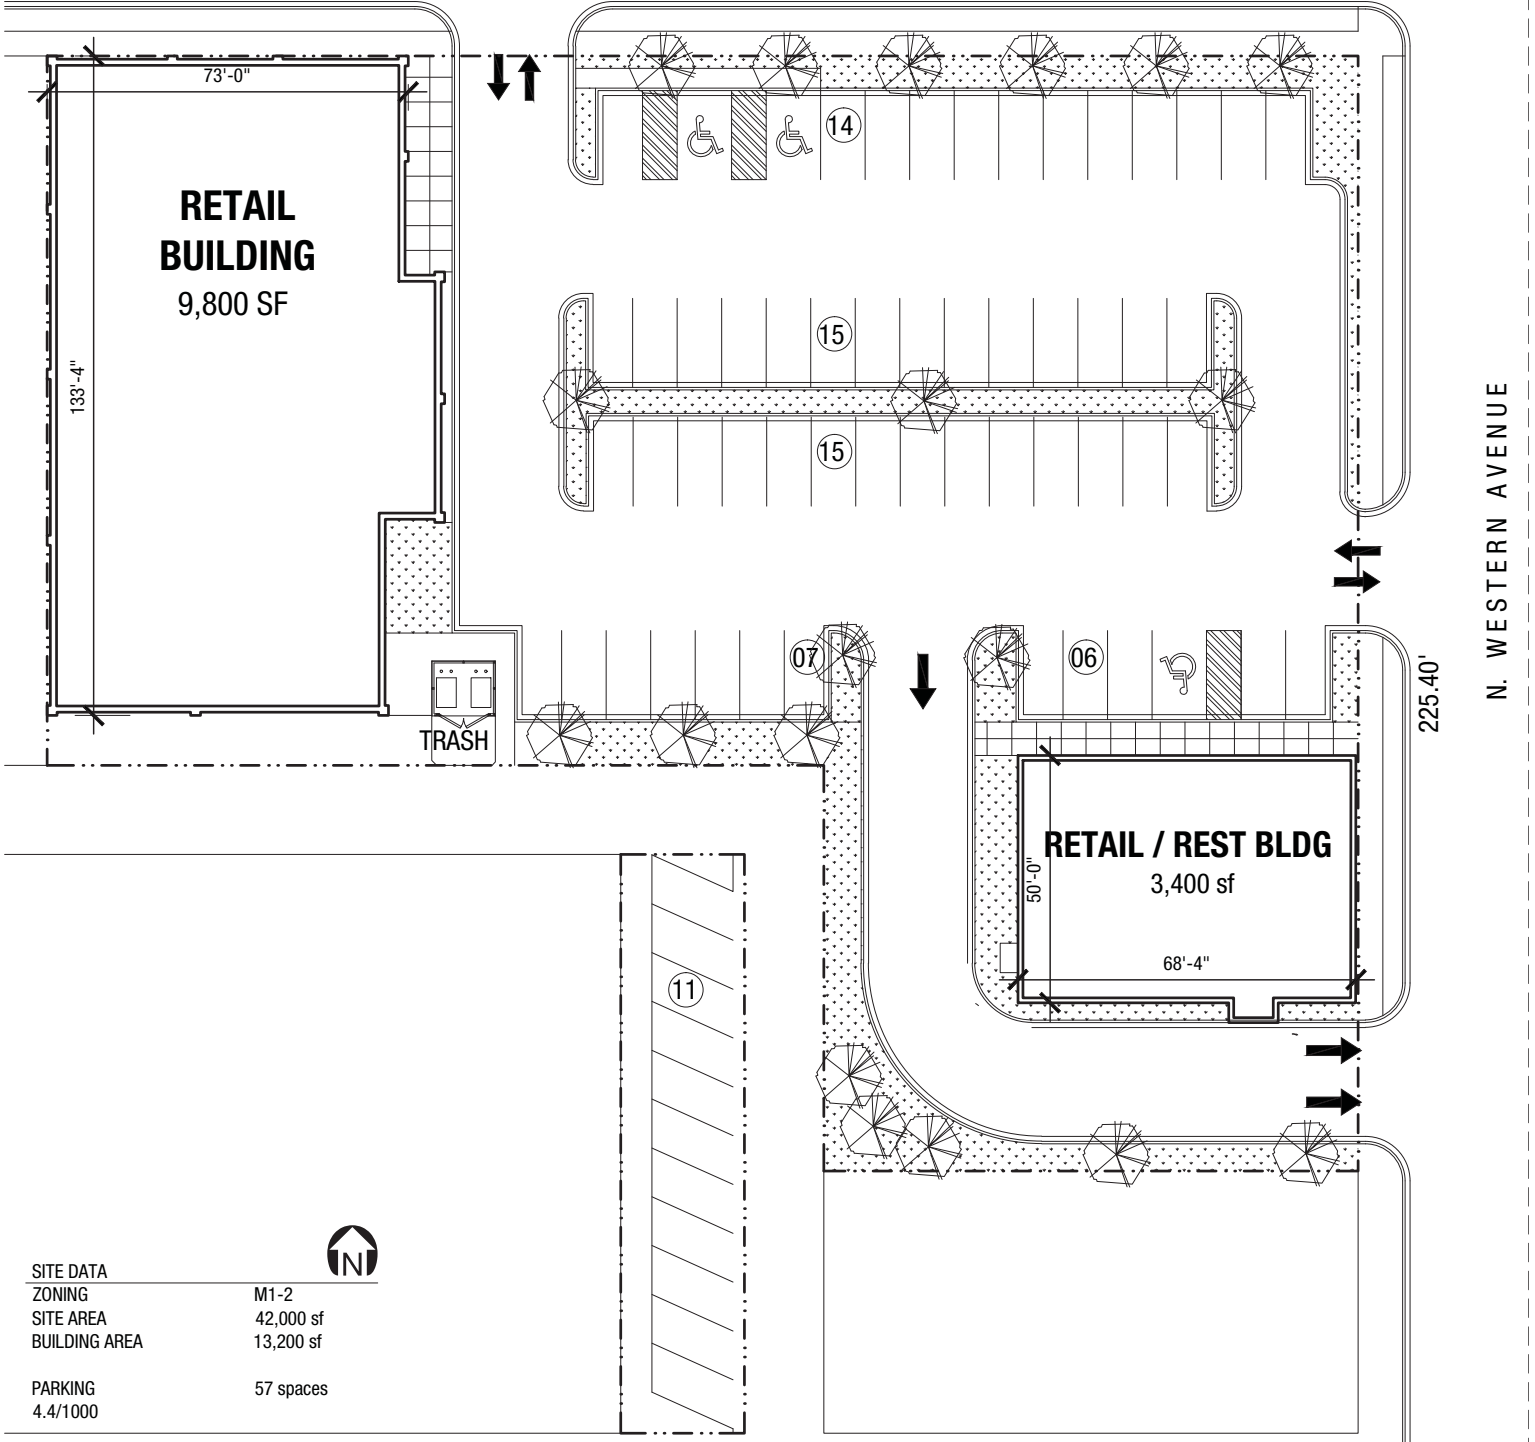 73'-0"
14
RETAIL
BUILDING
9,800 SF
133'-4"
15
15
N. WESTERN AVENUE
07
06
225.40'
TRASH
RETAIL / REST BLDG
3,400 sf
50'-0"
68'-4"
11
N
SITE DATA
ZONING M1-2
SITE AREA 42,000 sf
BUILDING AREA 13,200 sf
PARKING 57 spaces
4.4/1000